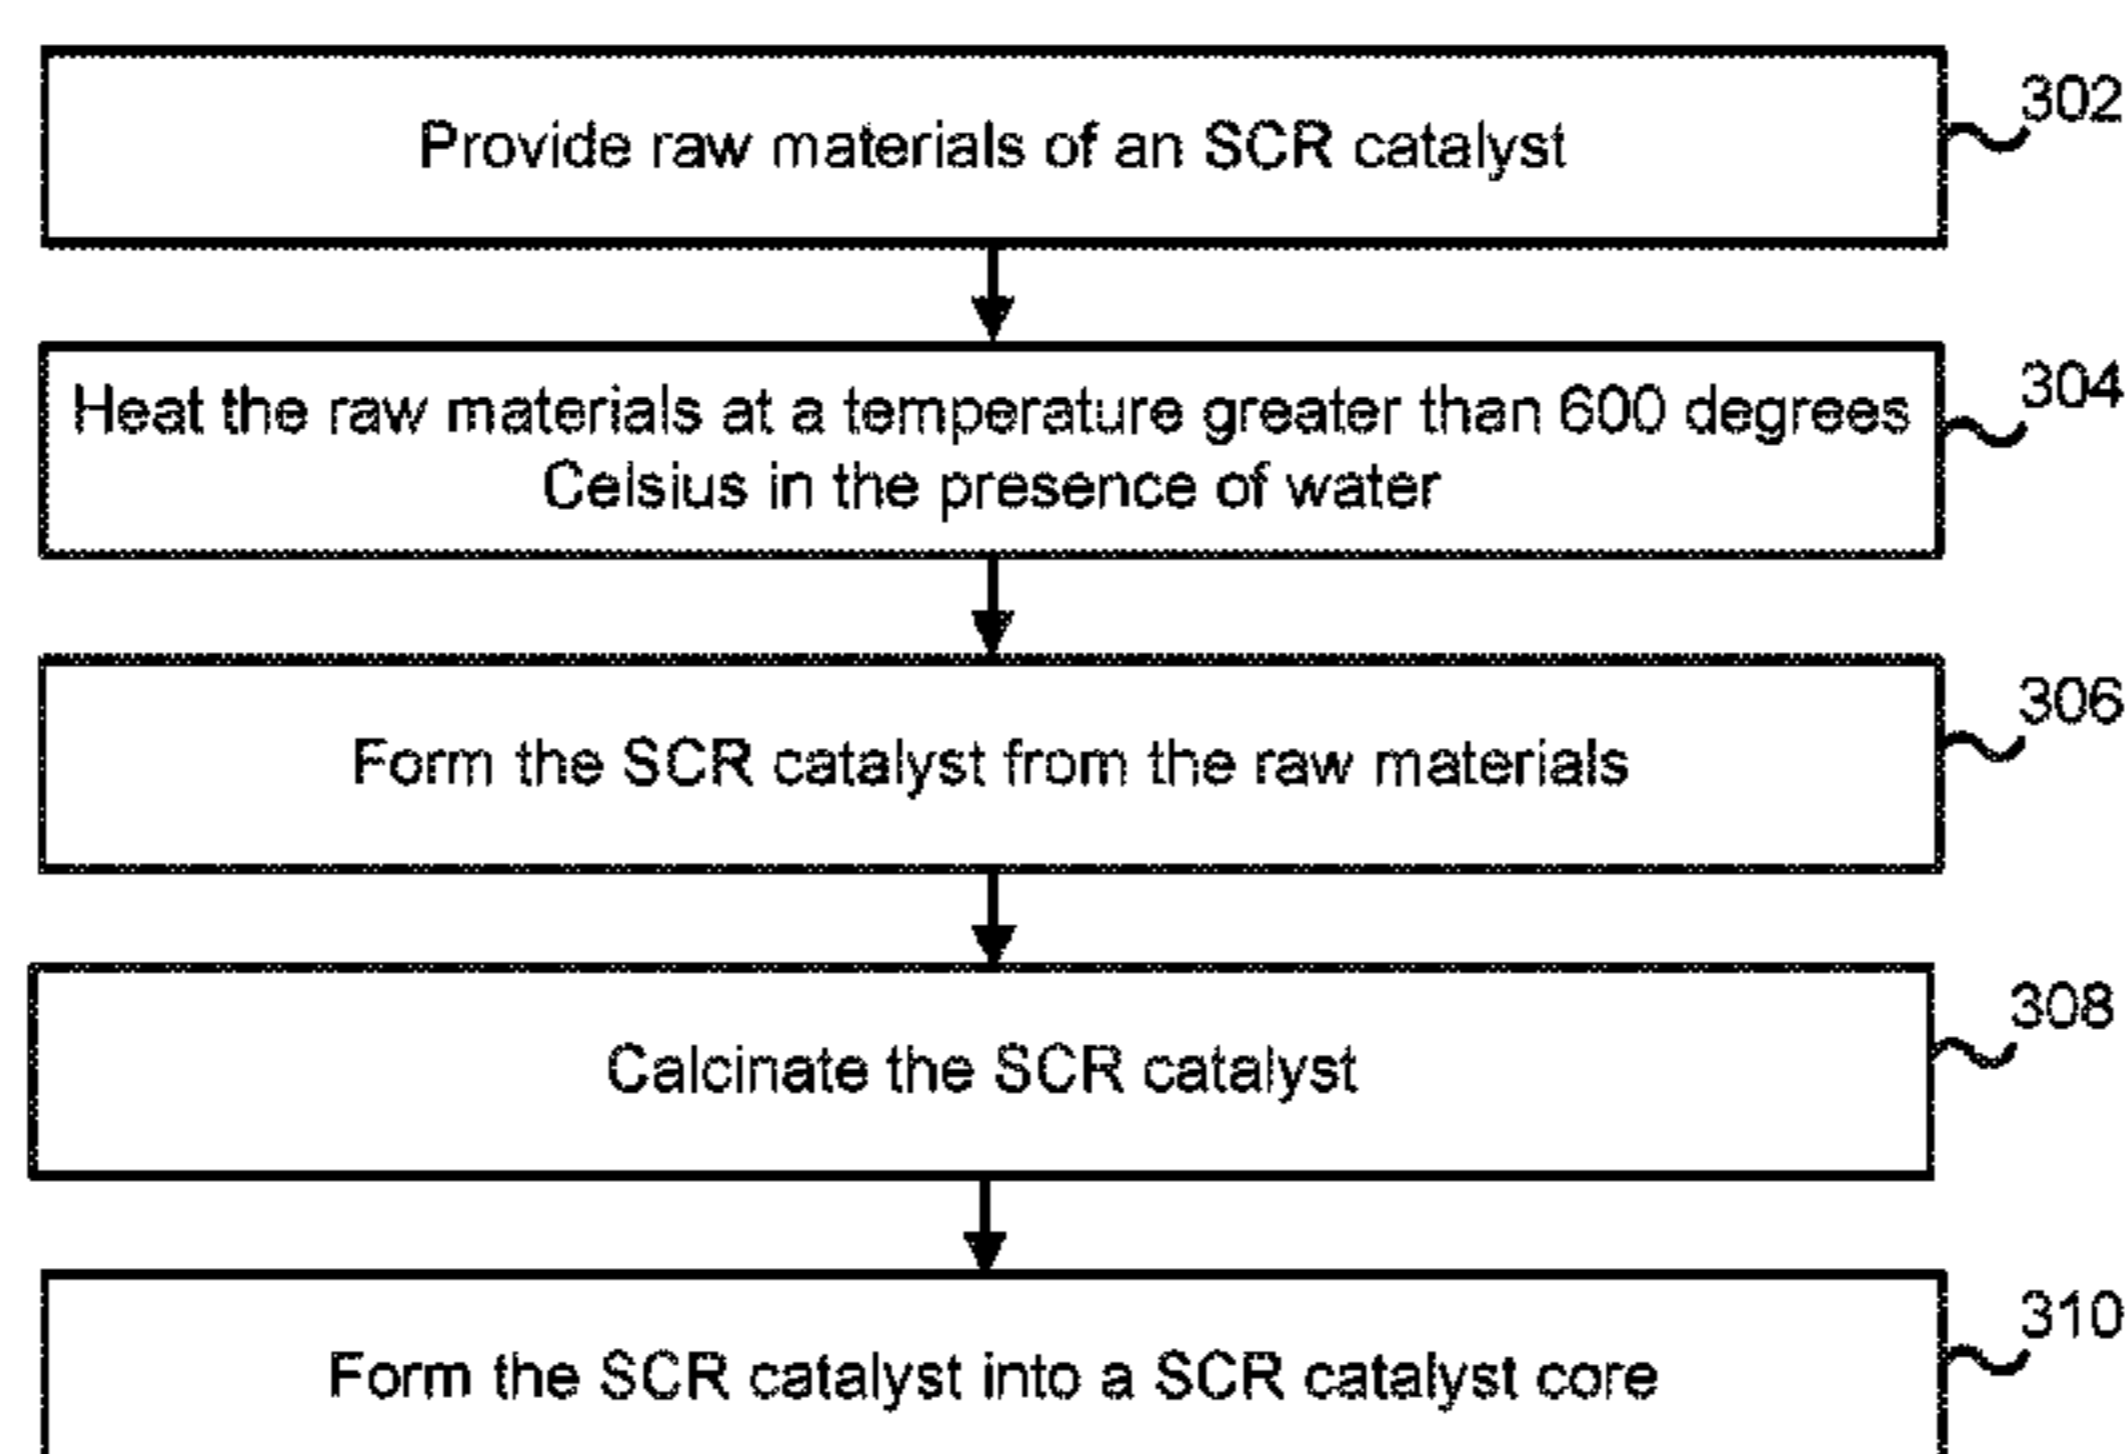 302
Provide raw materials of an SCR catalyst
304
Heat the raw materials at a temperature greater than 600 degrees
Celsius in the presence of water
306
Form the SCR catalyst from the raw materials
308
Calcinate the SCR catalyst
310
Form the SCR catalyst into a SCR catalyst core